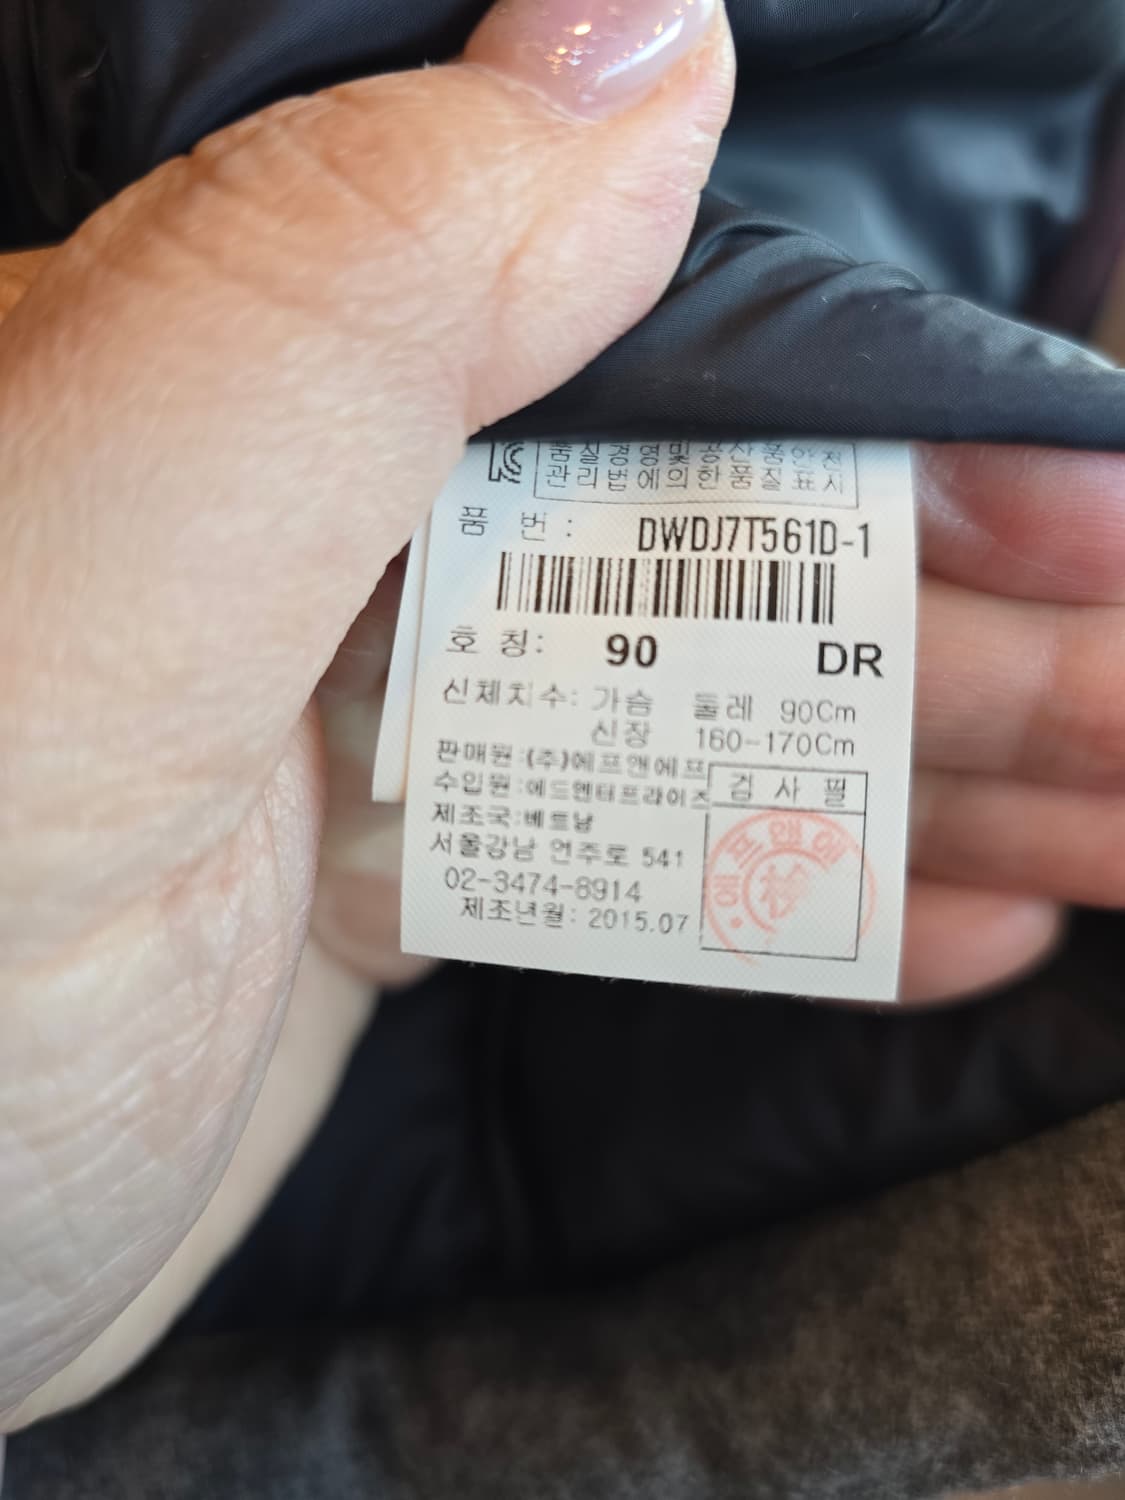 품질경영및공산품안전
관리법에의한품질표시
품 번 : DWDJ7T561D-1
호 칭: 90 DR
신체치수: 가슴 둘레 90Cm
신장 160-170Cm
판매원:(주)에프앤에프
수입원:에드엔터프라이즈
검 사 필
제조국:베트남
서울강남 언주로 541
02-3474-8914
제조년월: 2015.07
에프앤에